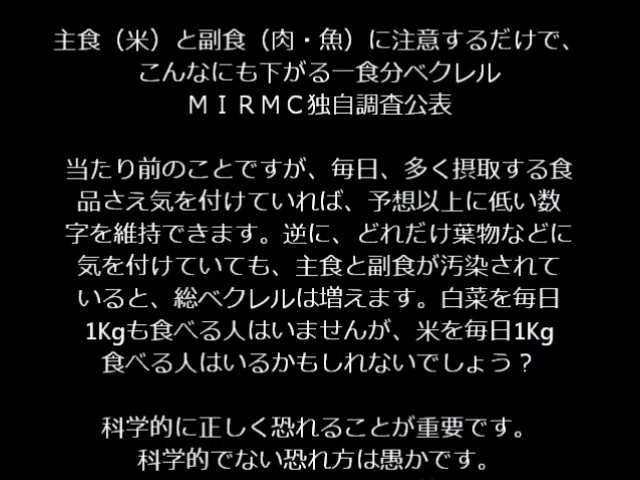 主食（米）と副食（肉・魚）に注意するだけで、
こんなにも下がる一食分ベクレル
ＭＩＲＭＣ独自調査公表
当たり前のことですが、毎日、多く摂取する食
品さえ気を付けていれば、予想以上に低い数
字を維持できます。逆に、どれだけ葉物などに
気を付けていても、主食と副食が汚染されて
いると、総ベクレルは増えます。白菜を毎日
1Kgも食べる人はいませんが、米を毎日1Kg
食べる人はいるかもしれないでしょう？
科学的に正しく恐れることが重要です。
科学的でない恐れ方は愚かです。